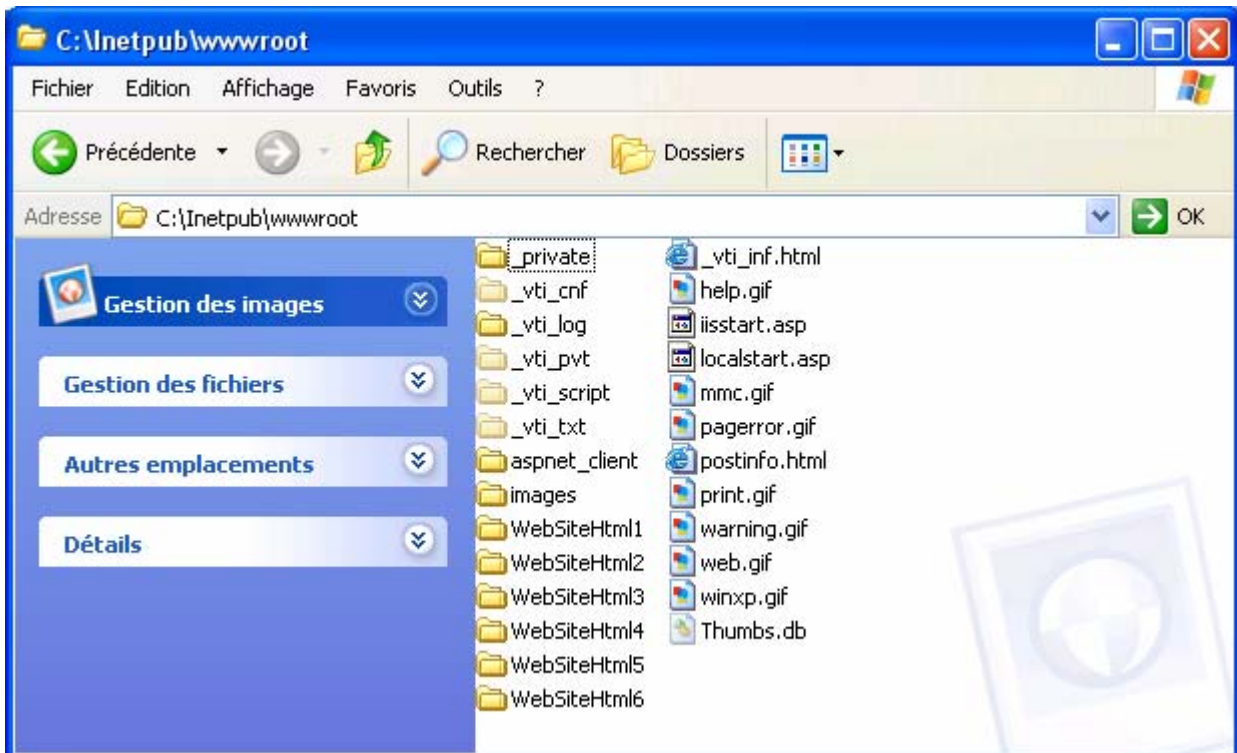 C:\Inetpub\wwwroot
Fichier Edition Affichage Favoris Outils ?
Précédente Rechercher Dossiers
Adresse C:\Inetpub\wwwroot OK
Gestion des images
Gestion des fichiers
Autres emplacements
Détails
_private
_vti_cnf
_vti_log
_vti_pvt
_vti_script
_vti_txt
aspnet_client
images
WebSiteHtml1
WebSiteHtml2
WebSiteHtml3
WebSiteHtml4
WebSiteHtml5
WebSiteHtml6
_vti_inf.html
help.gif
iisstart.asp
localstart.asp
mmc.gif
pagerror.gif
postinfo.html
print.gif
warning.gif
web.gif
winxp.gif
Thumbs.db